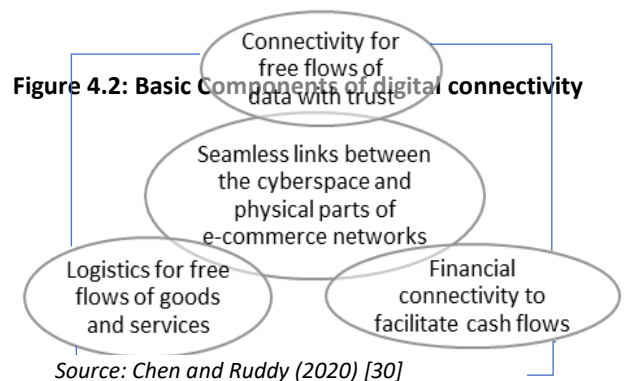 Connectivity for
free flows of
data with trust
Figure 4.2: Basic Components of digital connectivity
Seamless links between
the cyberspace and
physical parts of
e-commerce networks
Logistics for free
flows of goods
and services
Financial
connectivity to
facilitate cash flows
Source: Chen and Ruddy (2020) [30]